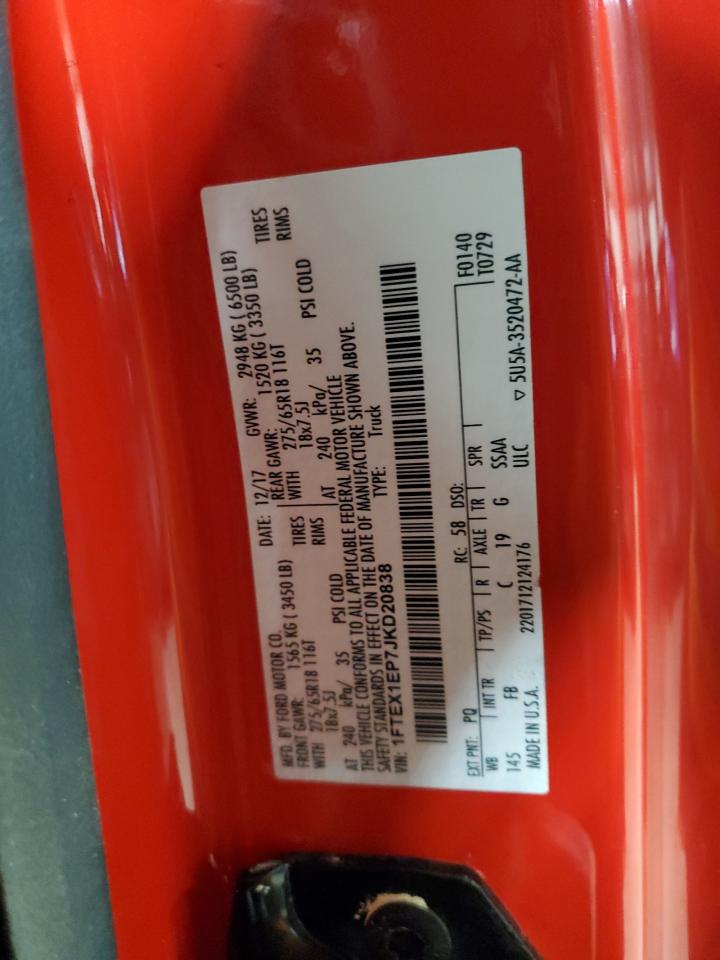 MFD. BY FORD MOTOR CO.
DATE: 12/17 GVWR: 2948 KG ( 6500 LB)
FRONT GAWR: 1565 KG ( 3450 LB) REAR GAWR: 1520 KG ( 3350 LB)
WITH 275/65R18 116T TIRES WITH 275/65R18 116T TIRES
18x7.5J RIMS 18x7.5J RIMS
AT 240 kPa/ 35 PSI COLD AT 240 kPa/ 35 PSI COLD
THIS VEHICLE CONFORMS TO ALL APPLICABLE FEDERAL MOTOR VEHICLE
SAFETY STANDARDS IN EFFECT ON THE DATE OF MANUFACTURE SHOWN ABOVE.
VIN: 1FTEX1EP7JKD20838 TYPE: Truck
EXT PNT: PQ RC: 58 DSO: F0140
WB INT TR TP/PS R AXLE TR SPR T0729
145 FB C 19 G SSAA
MADE IN U.S.A. 2201712124176 ULC ▽ 5U5A-3520472-AA